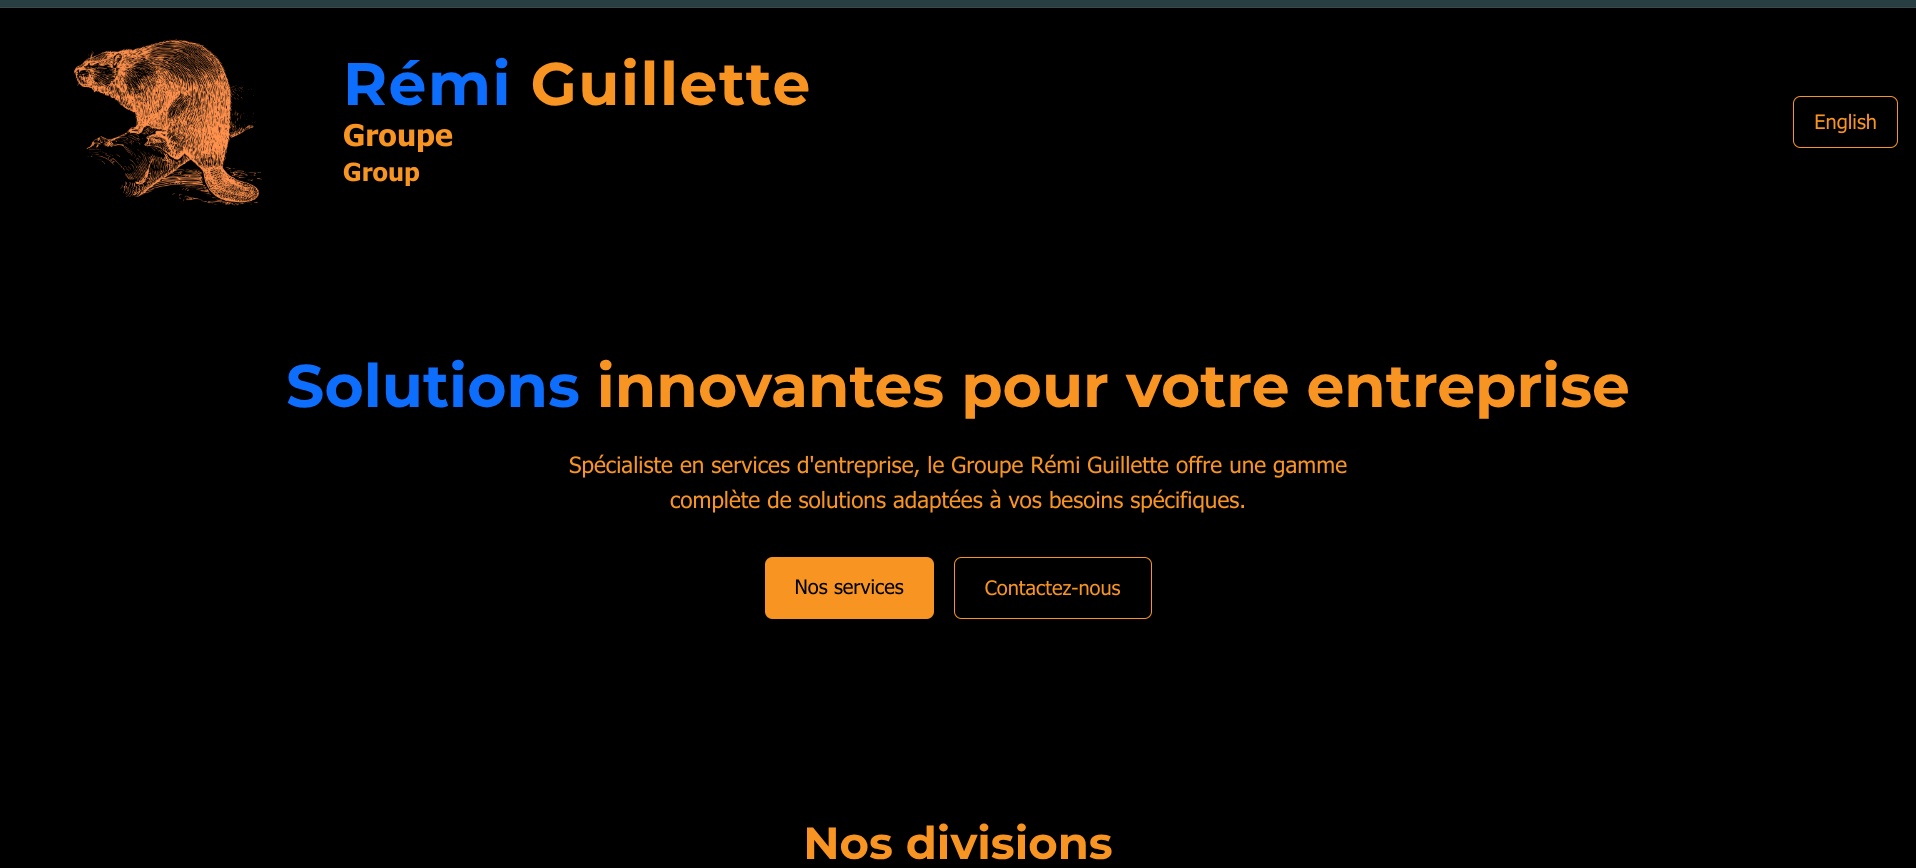 Rémi Guillette
Groupe
Group
English
Solutions innovantes pour votre entreprise
Spécialiste en services d'entreprise, le Groupe Rémi Guillette offre une gamme
complète de solutions adaptées à vos besoins spécifiques.
Nos services
Contactez-nous
Nos divisions